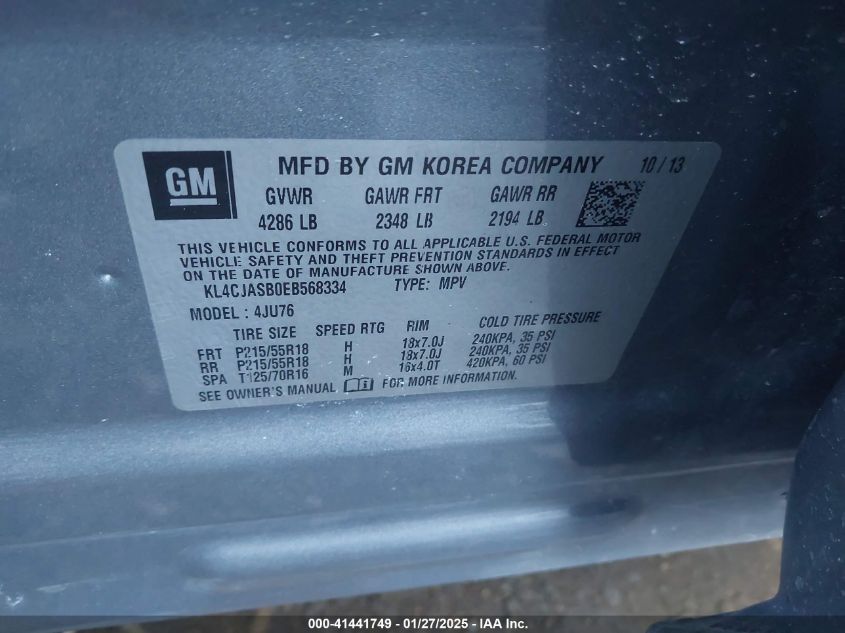 GM
MFD BY GM KOREA COMPANY 10 / 13
GVWR GAWR FRT GAWR RR
4286 LB 2348 LB 2194 LB
THIS VEHICLE CONFORMS TO ALL APPLICABLE U.S. FEDERAL MOTOR
VEHICLE SAFETY AND THEFT PREVENTION STANDARDS IN EFFECT
ON THE DATE OF MANUFACTURE SHOWN ABOVE.
KL4CJASB0EB568334 TYPE: MPV
MODEL : 4JU76
TIRE SIZE SPEED RTG RIM COLD TIRE PRESSURE
FRT P215/55R18 H 18x7.0J 240KPA, 35 PSI
RR P215/55R18 H 18x7.0J 240KPA, 35 PSI
SPA T125/70R16 M 16x4.0T 420KPA, 60 PSI
SEE OWNER'S MANUAL FOR MORE INFORMATION.
000-41441749 - 01/27/2025 - Copyright © 2025 - IAA Inc.